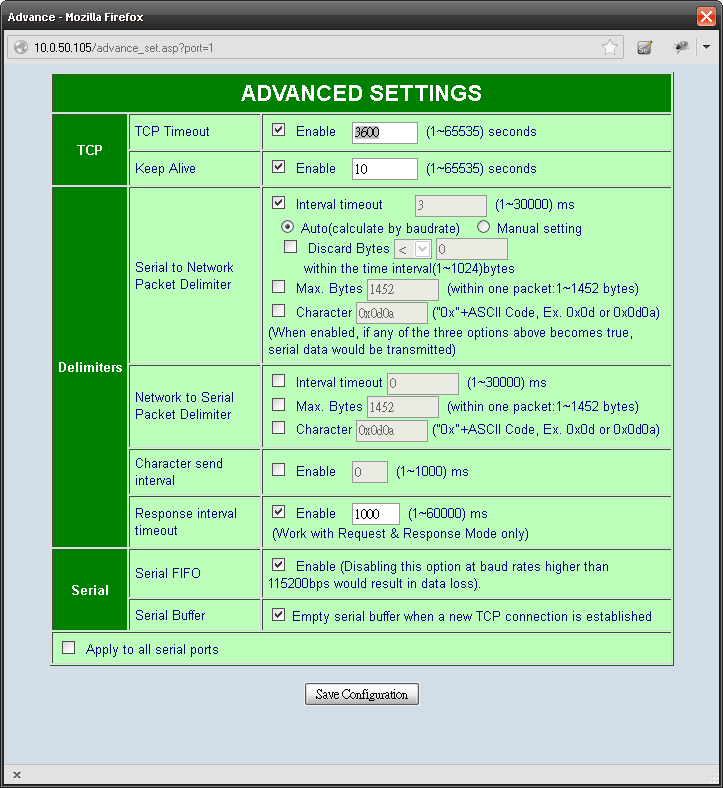 Advance - Mozilla Firefox
10.0.50.105/advance_set.asp?port=1
ADVANCED SETTINGS
TCP
TCP Timeout
Enable 3600 (1~65535) seconds
Keep Alive
Enable 10 (1~65535) seconds
Delimiters
Serial to Network
Packet Delimiter
Interval timeout 3 (1~30000) ms
Auto(calculate by baudrate) Manual setting
Discard Bytes < 0
within the time interval(1~1024)bytes
Max. Bytes 1452 (within one packet:1~1452 bytes)
Character 0x0d0a ("0x"+ASCII Code, Ex. 0x0d or 0x0d0a)
(When enabled, if any of the three options above becomes true,
serial data would be transmitted)
Network to Serial
Packet Delimiter
Interval timeout 0 (1~30000) ms
Max. Bytes 1452 (within one packet:1~1452 bytes)
Character 0x0d0a ("0x"+ASCII Code, Ex. 0x0d or 0x0d0a)
Character send
interval
Enable 0 (1~1000) ms
Response interval
timeout
Enable 1000 (1~60000) ms
(Work with Request & Response Mode only)
Serial
Serial FIFO
Enable (Disabling this option at baud rates higher than
115200bps would result in data loss).
Serial Buffer
Empty serial buffer when a new TCP connection is established
Apply to all serial ports
Save Configuration